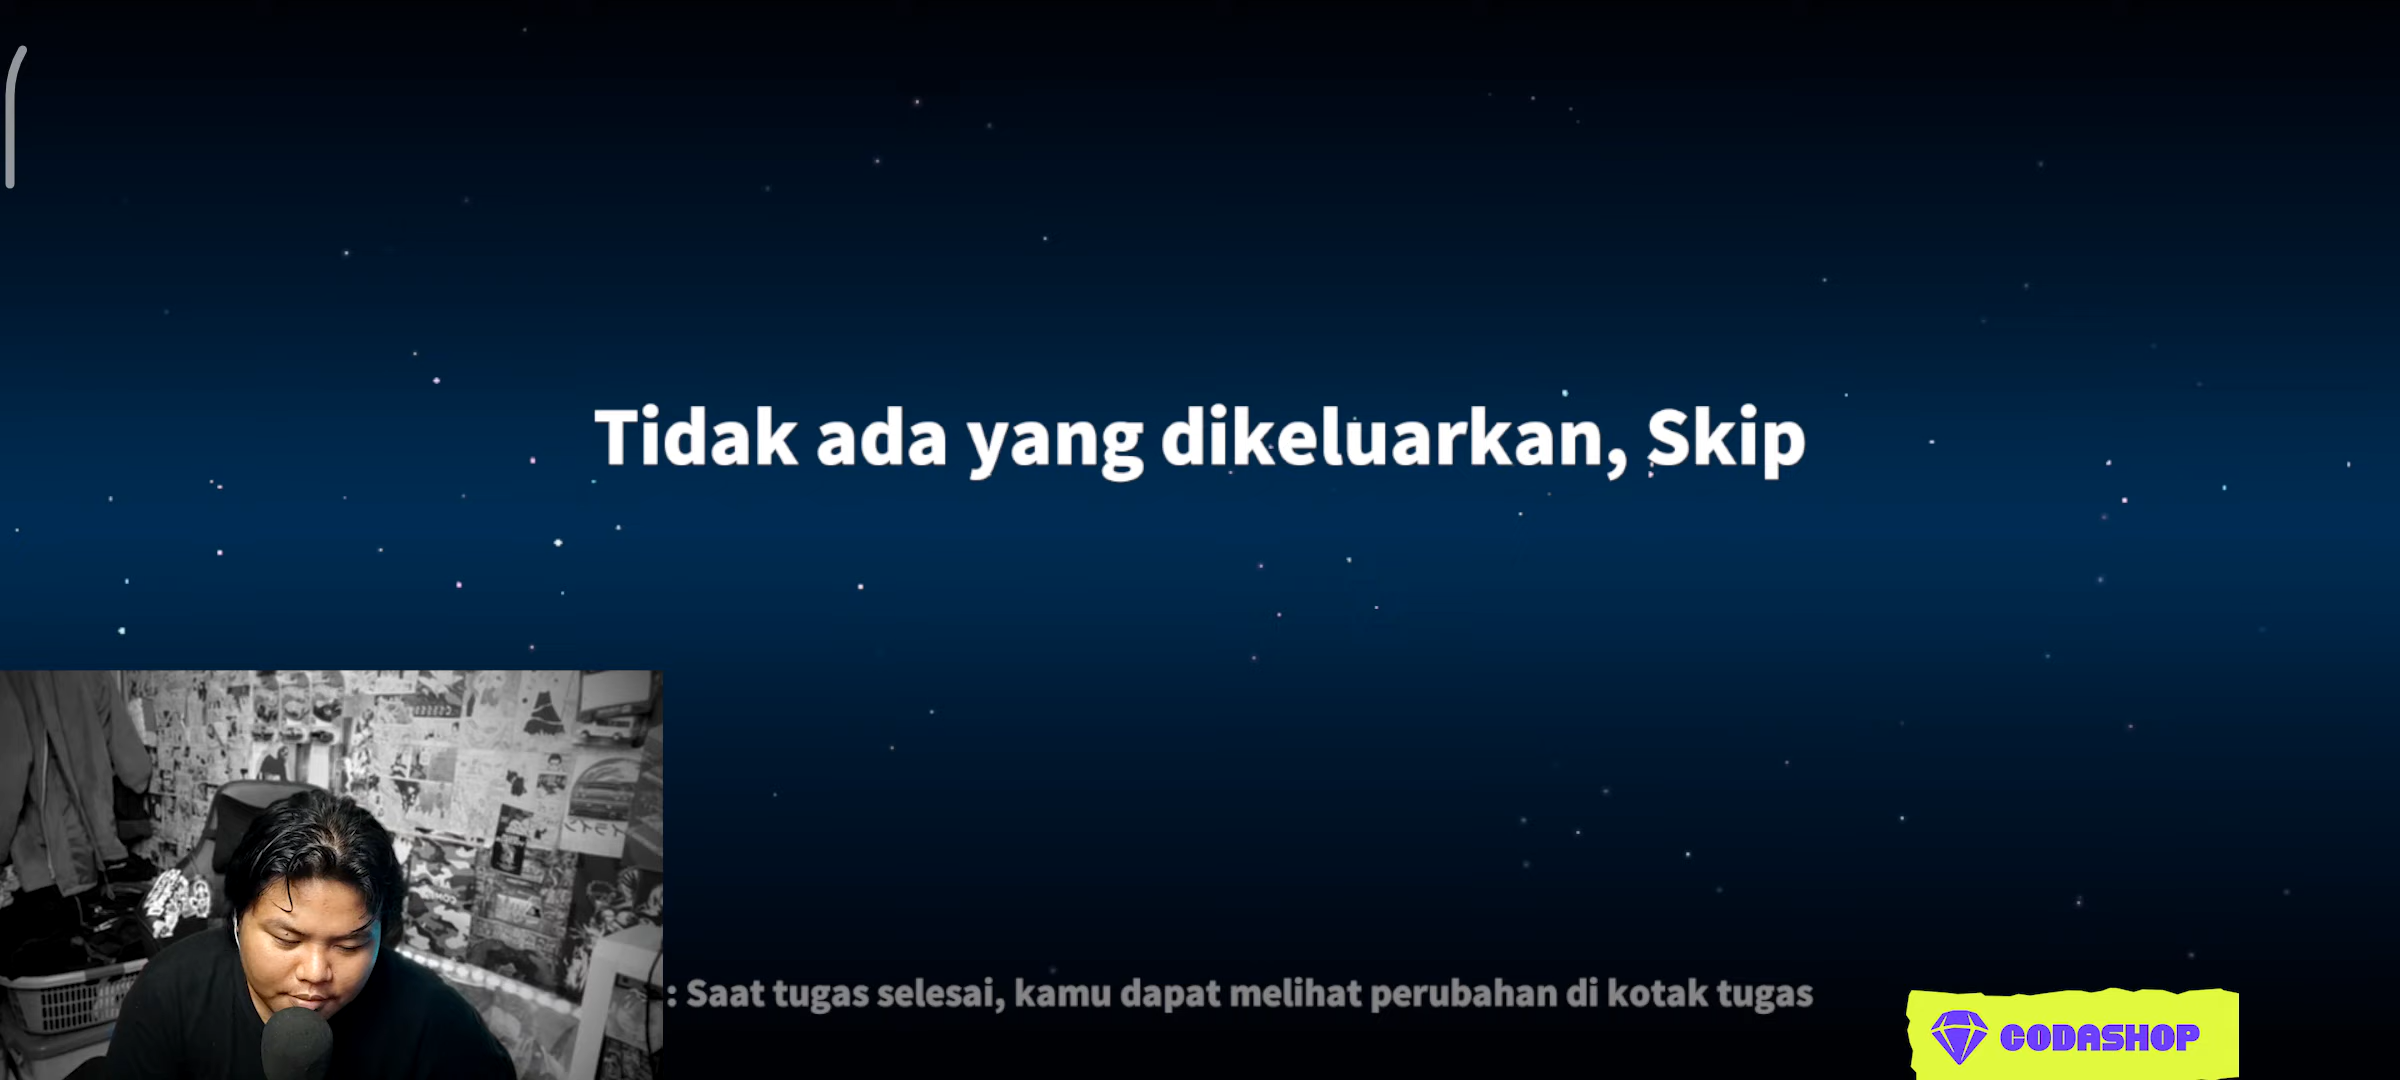 Tidak ada yang dikeluarkan, Skip
: Saat tugas selesai, kamu dapat melihat perubahan di kotak tugas
CODASHOP